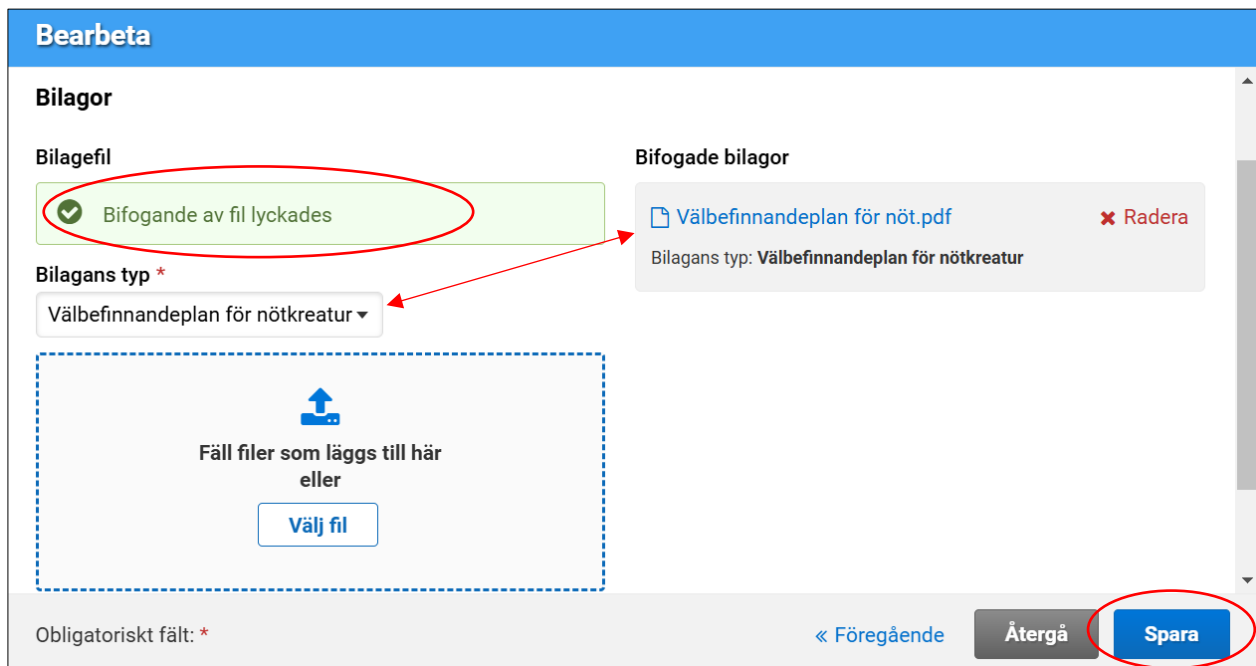 Bearbeta
Bilagor
Bilagefil
Bifogande av fil lyckades
Bilagans typ *
Välbefinnandeplan för nötkreatur
Fäll filer som läggs till här
eller
Välj fil
Bifogade bilagor
Välbefinnandeplan för nöt.pdf
Radera
Bilagans typ: Välbefinnandeplan för nötkreatur
Obligatoriskt fält: *
« Föregående
Återgå
Spara